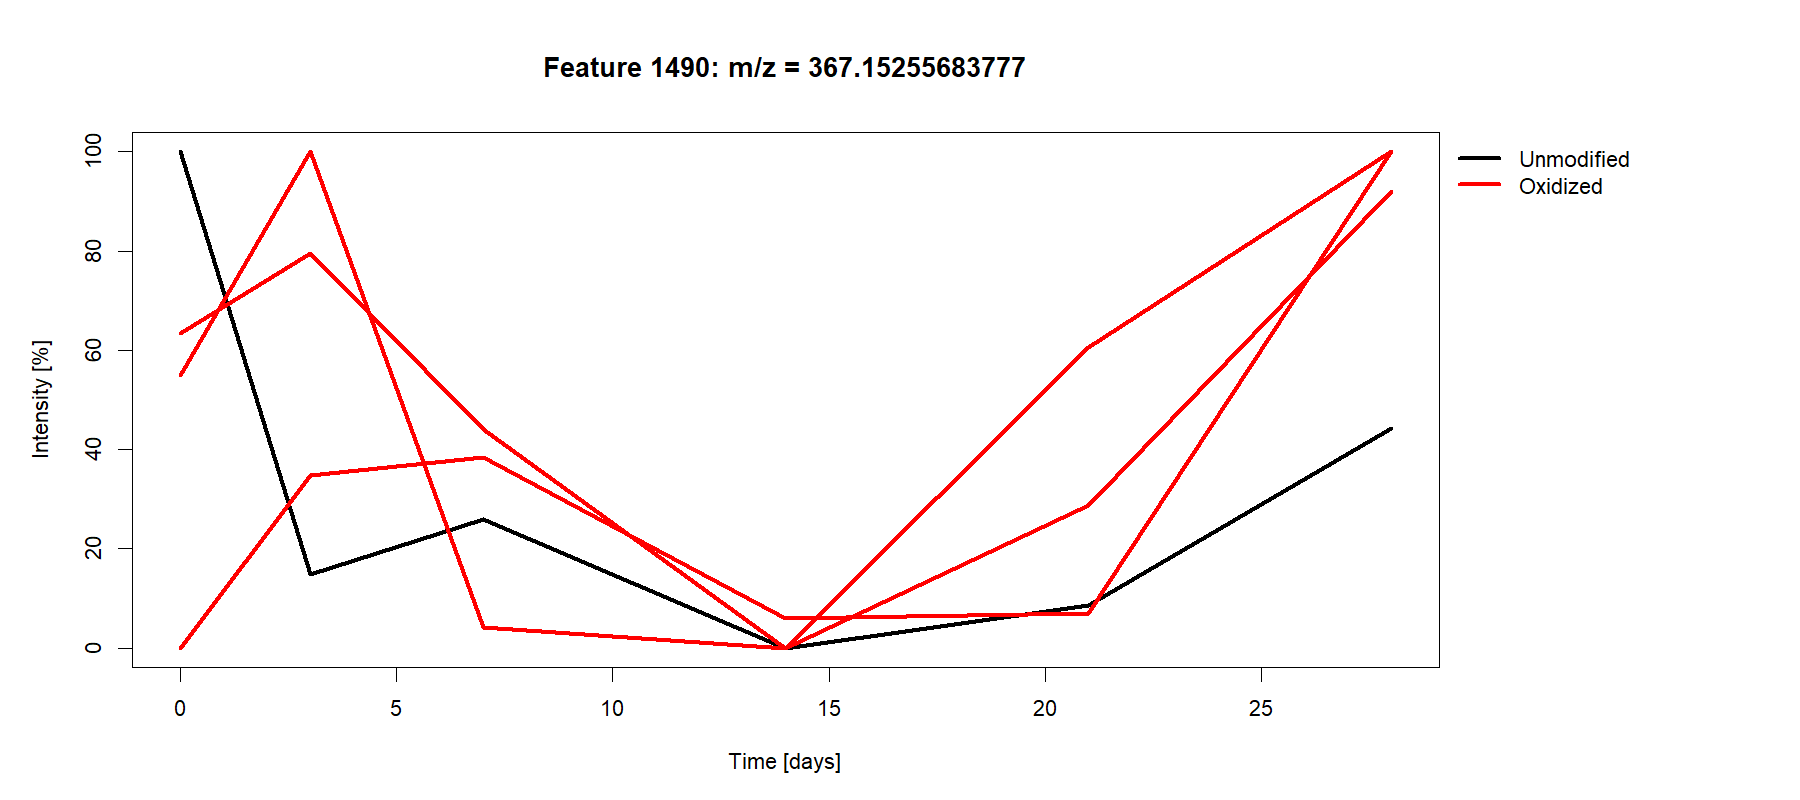 Feature 1490: m/z = 367.15255683777
Unmodified
Oxidized
Intensity [%]
100
80
60
40
20
0
0 5 10 15 20 25
Time [days]